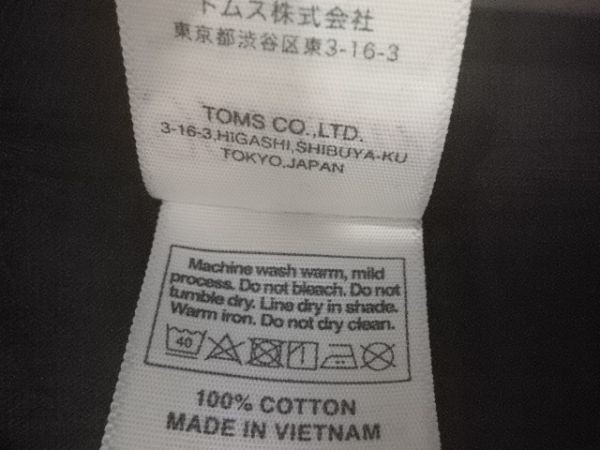 トムス株式会社
東京都渋谷区東3-16-3
TOMS CO.,LTD.
3-16-3,HIGASHI,SHIBUYA-KU
TOKYO,JAPAN
Machine wash warm, mild
process. Do not bleach. Do not
tumble dry. Line dry in shade.
Warm iron. Do not dry clean.
40
100% COTTON
MADE IN VIETNAM